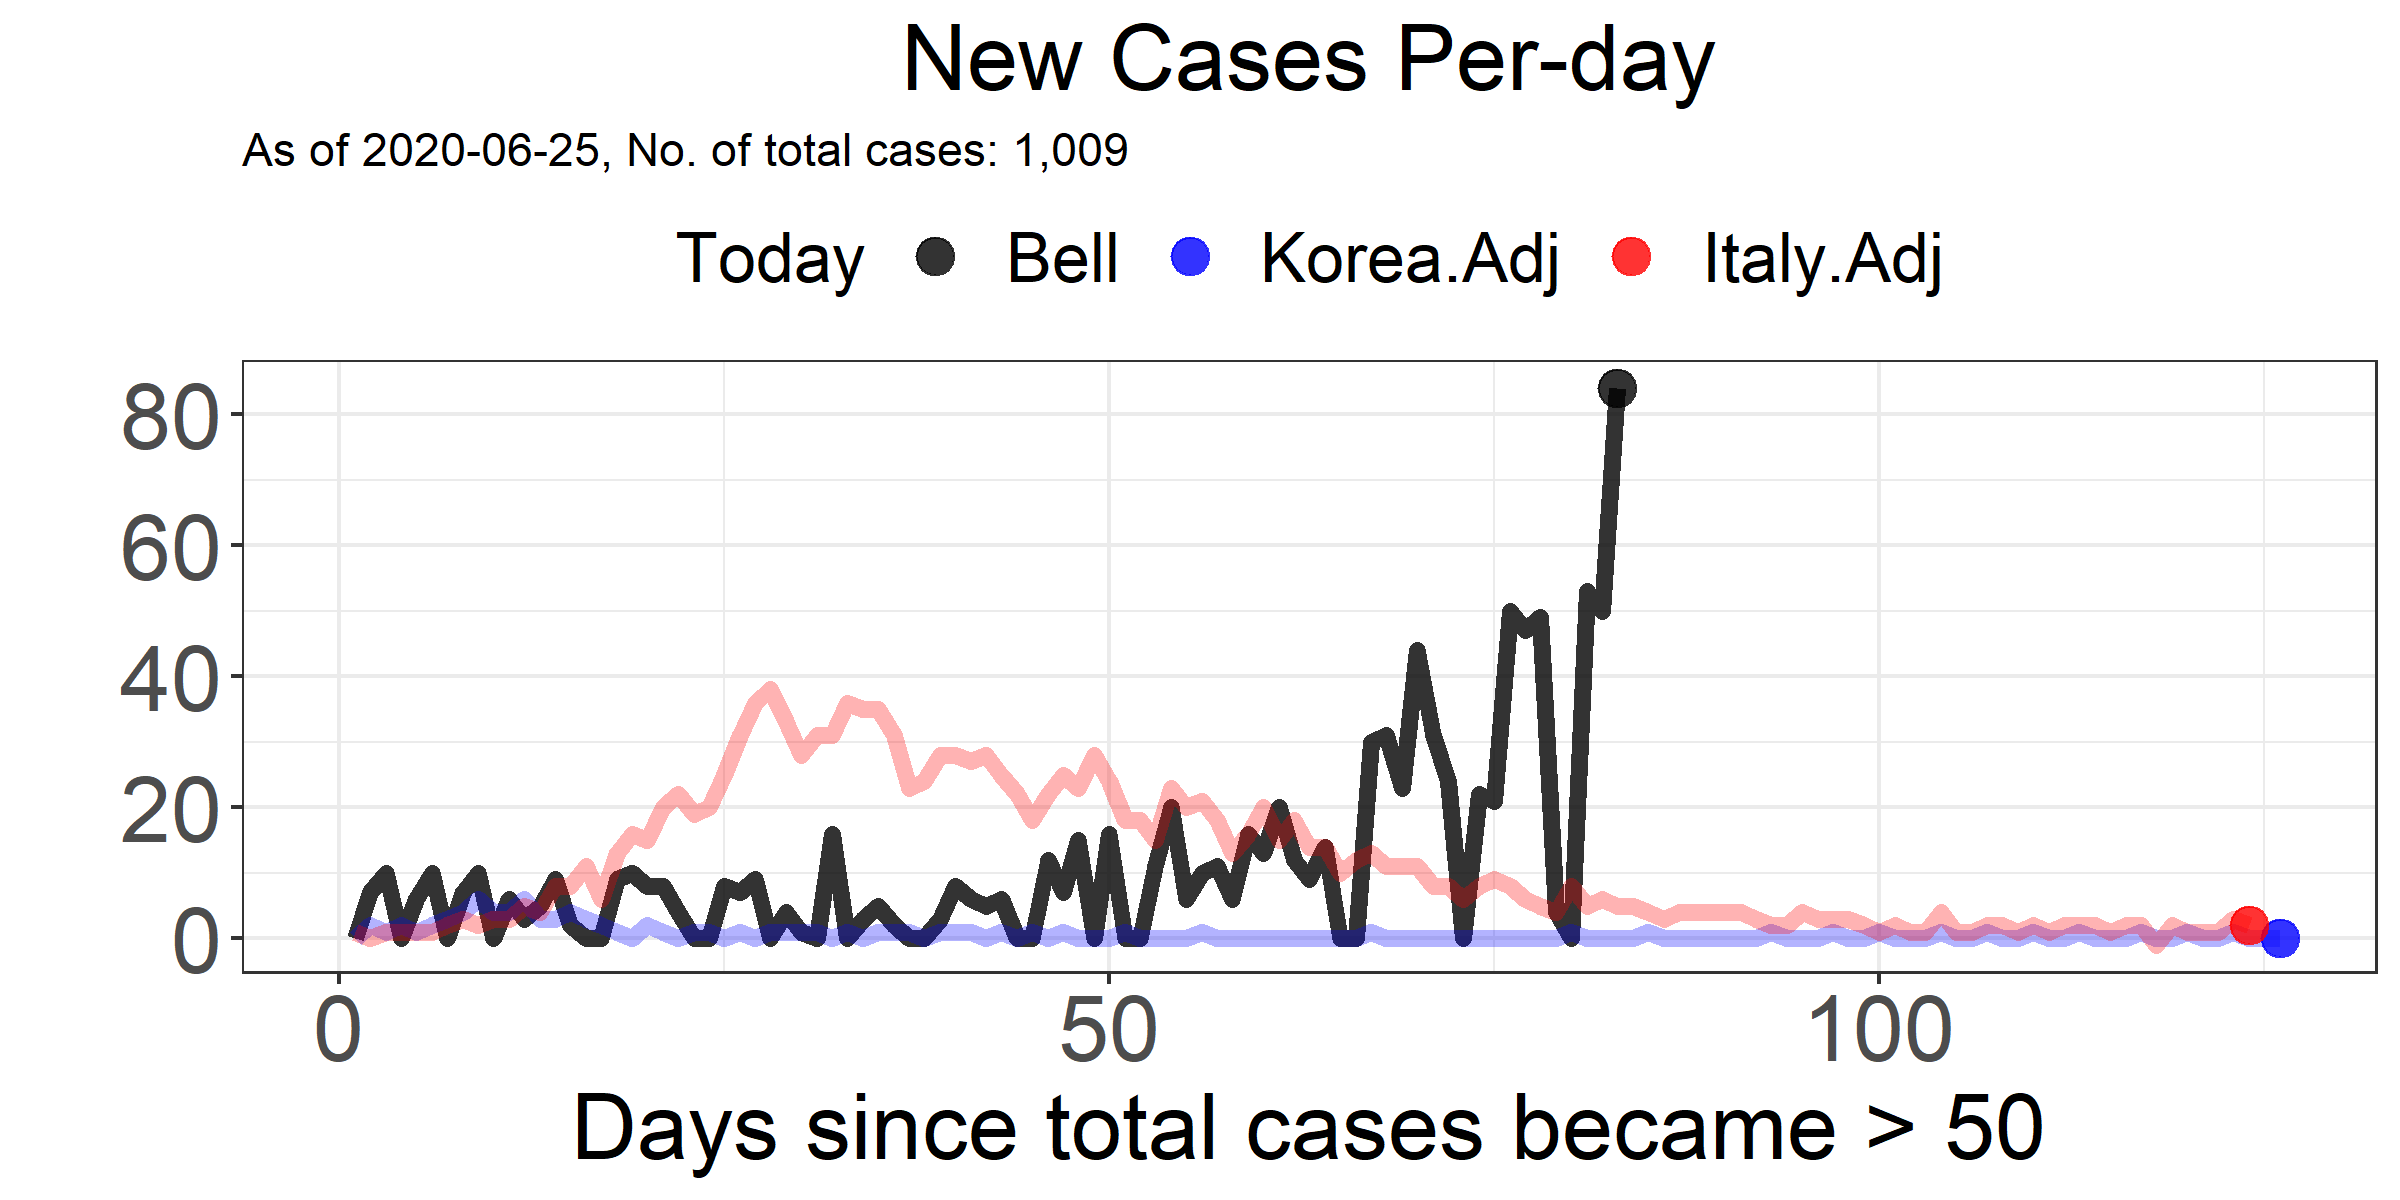 New Cases Per-day
As of 2020-06-25, No. of total cases: 1,009
Today Bell Korea.Adj Italy.Adj
80
60
40
20
0
0 50 100
Days since total cases became > 50